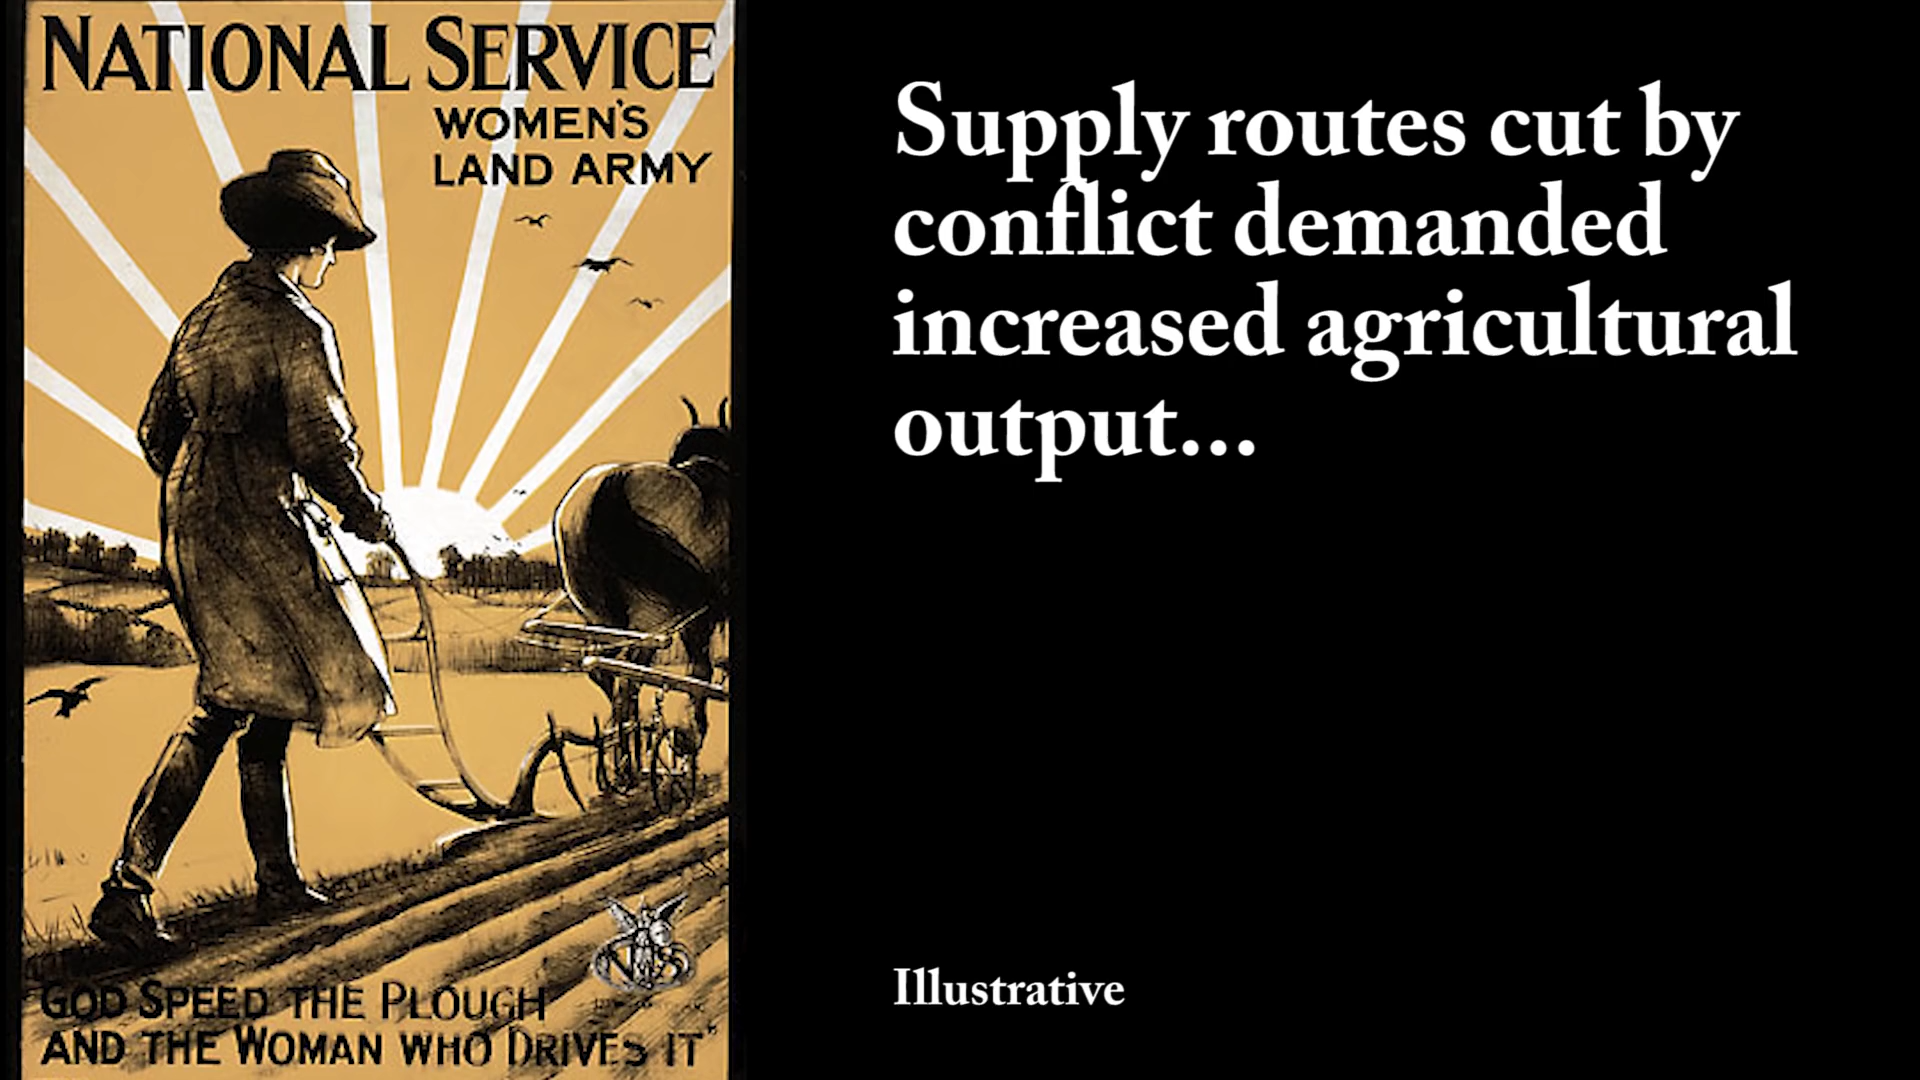 NATIONAL SERVICE
WOMEN'S
LAND ARMY
GOD SPEED THE PLOUGH
AND THE WOMAN WHO DRIVES IT"
Supply routes cut by
conflict demanded
increased agricultural
output...
Illustrative